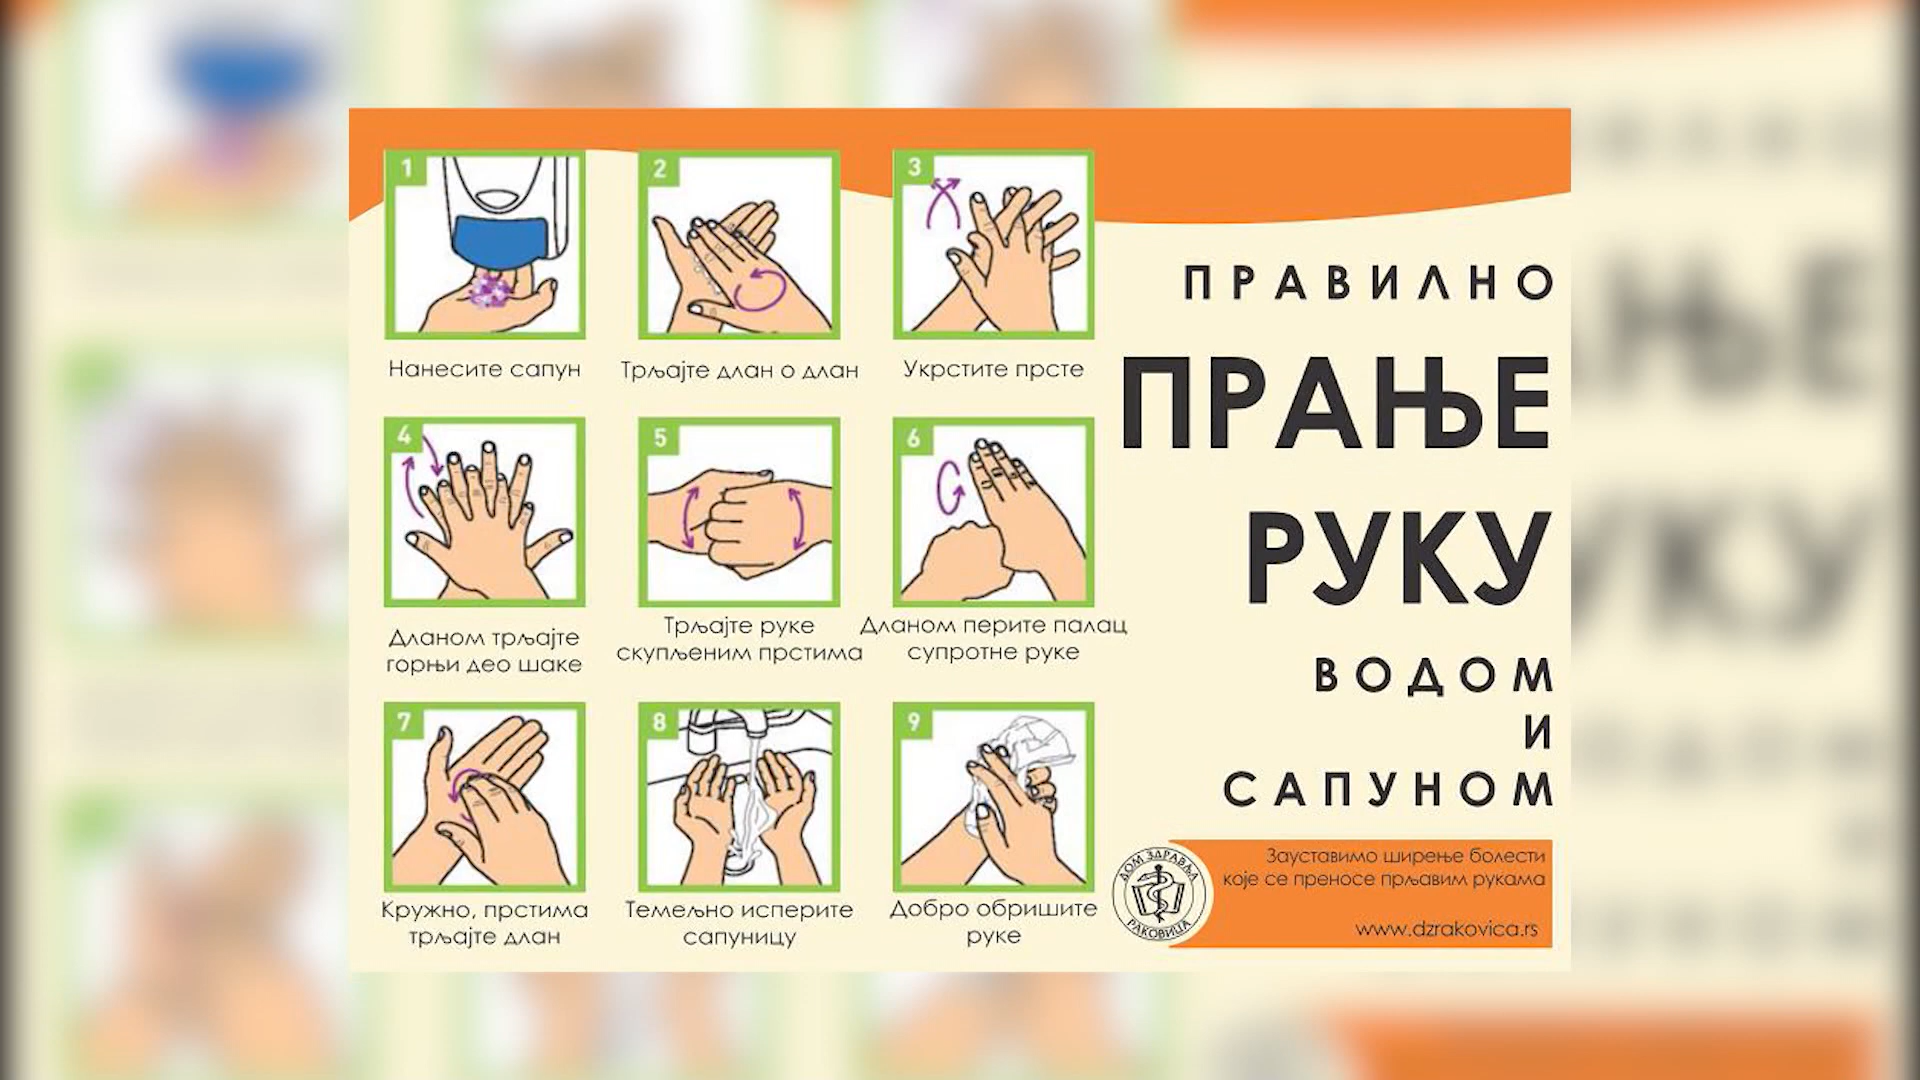 1
Нанесите сапун
2
Трљајте длан о длан
3
Укрстите прсте
4
Дланом трљајте
горњи део шаке
5
Трљајте руке
скупљеним прстима
6
Дланом перите палац
супротне руке
7
Кружно, прстима
трљајте длан
8
Темељно исперите
сапуницу
9
Добро обришите
руке
ПРАВИЛНО
ПРАЊЕ
РУКУ
ВОДОМ
И
САПУНОМ
ДОМ ЗДРАВЉА
РАКОВИЦА
Зауставимо ширење болести
које се преносе прљавим рукама
www.dzrakovica.rs